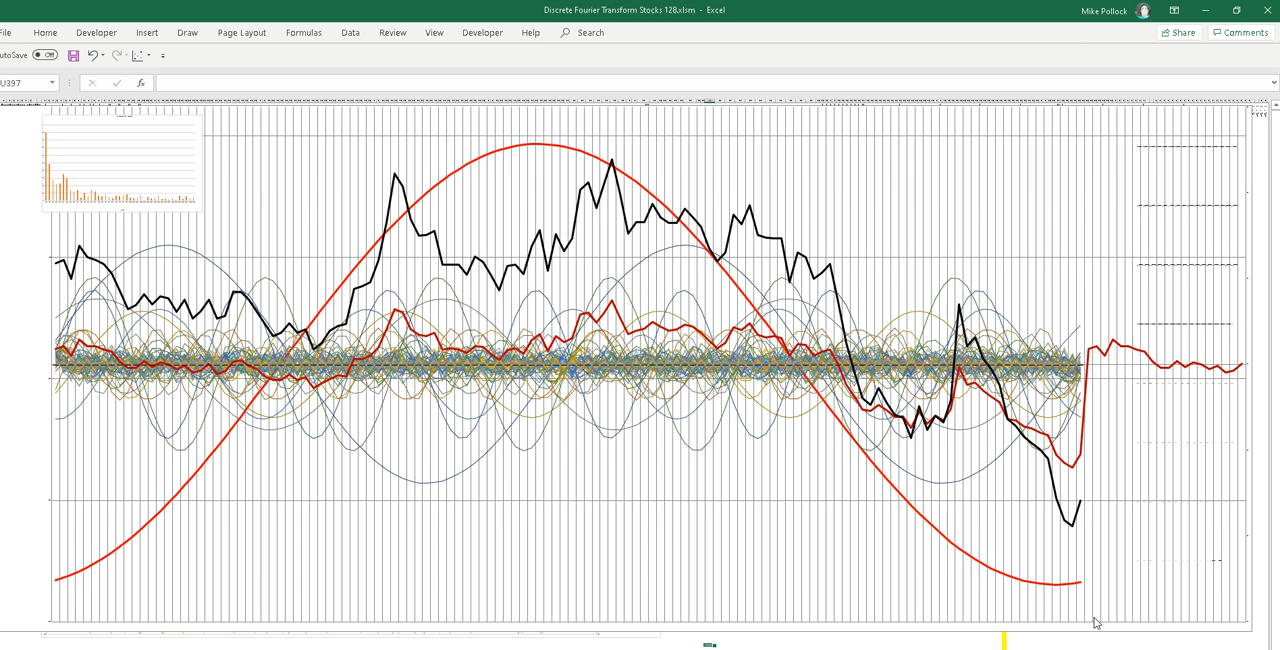 Discrete Fourier Transform Stocks 128.xlsm - Excel
Mike Pollock
File Home Developer Insert Draw Page Layout Formulas Data Review View Developer Help Search
Share Comments
AutoSave Off
U397
fx